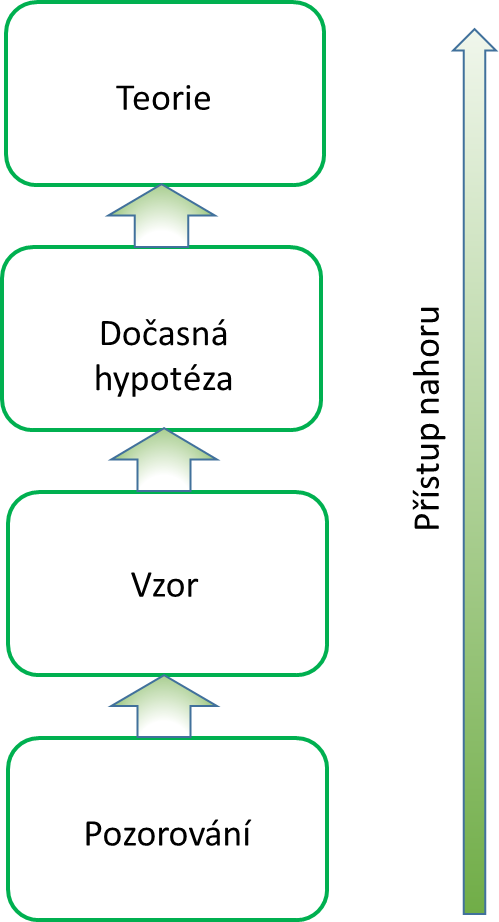 Teorie
Dočasná
hypotéza
Vzor
Pozorování
Přístup nahoru